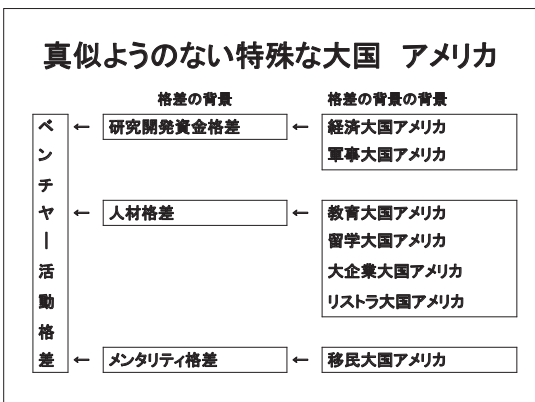 真似ようのない特殊な大国　アメリカ
格差の背景　格差の背景の背景
ベンチャー活動格差
← 研究開発資金格差 ← 経済大国アメリカ
軍事大国アメリカ
← 人材格差 ← 教育大国アメリカ
留学大国アメリカ
大企業大国アメリカ
リストラ大国アメリカ
← メンタリティ格差 ← 移民大国アメリカ